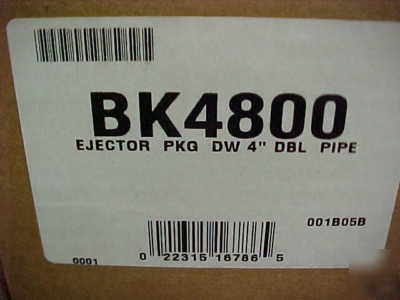 BK4800
EJECTOR PKG DW 4" DBL PIPE
001B05B
0001
0 22315 16786 5